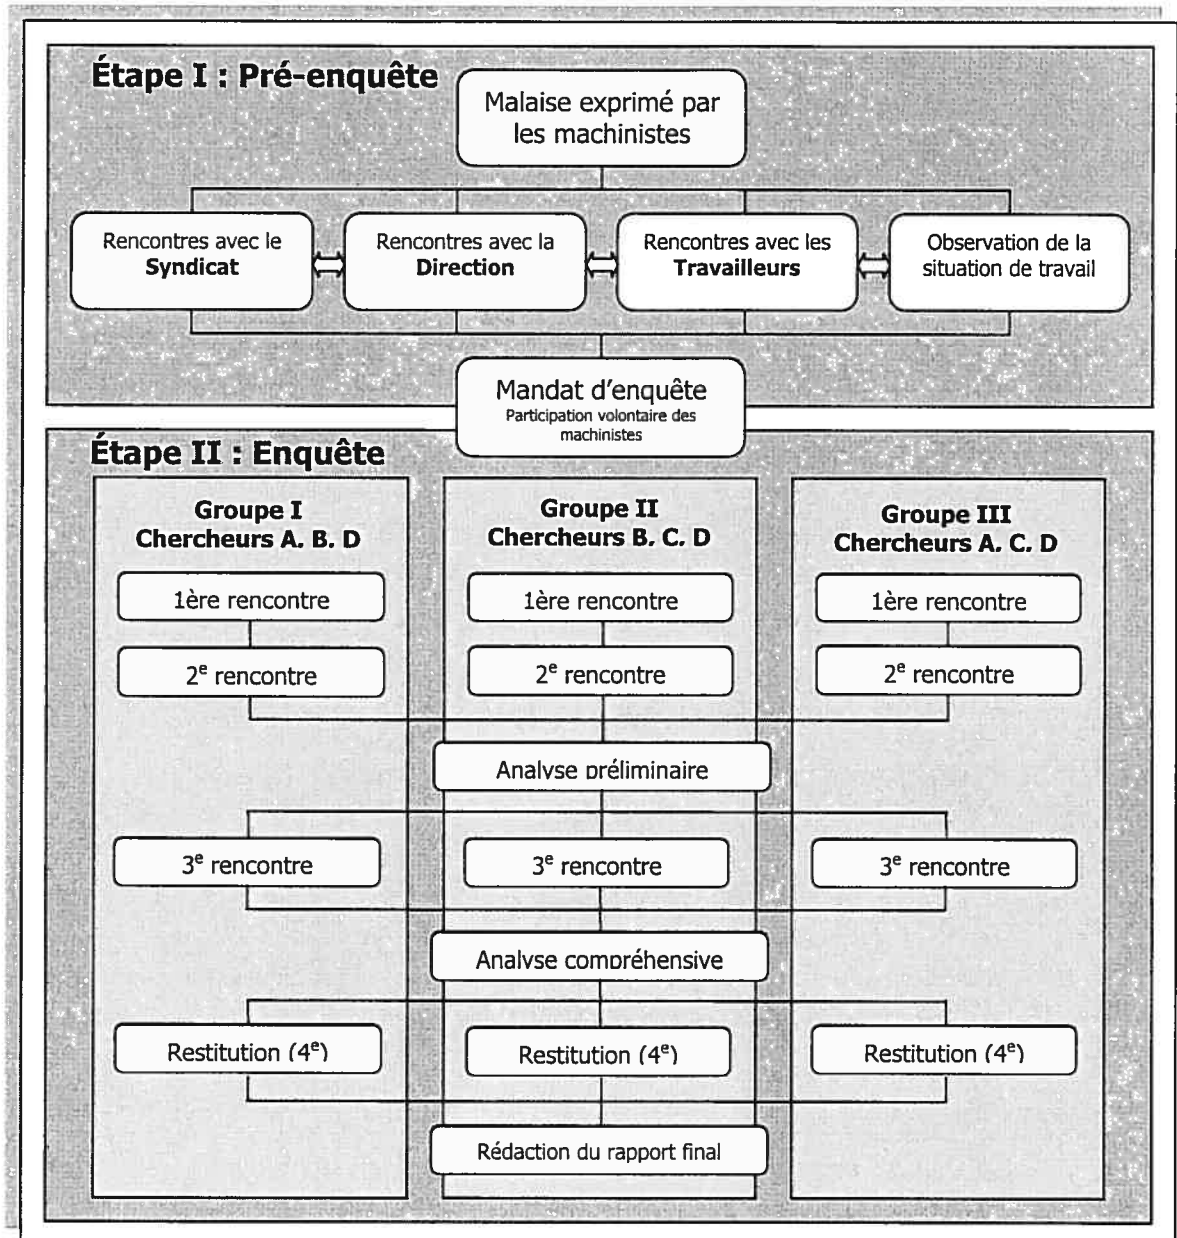 Étape I : Pré-enquête
Malaise exprimé par
les machinistes
Rencontres avec le
Syndicat
Rencontres avec la
Direction
Rencontres avec les
Travailleurs
Observation de la
situation de travail
Mandat d'enquête
Participation volontaire des
machinistes
Étape II : Enquête
Groupe I
Chercheurs A. B. D
Groupe II
Chercheurs B. C. D
Groupe III
Chercheurs A. C. D
1ère rencontre
1ère rencontre
1ère rencontre
2e rencontre
2e rencontre
2e rencontre
Analyse préliminaire
3e rencontre
3e rencontre
3e rencontre
Analyse compréhensive
Restitution (4e)
Restitution (4e)
Restitution (4e)
Rédaction du rapport final